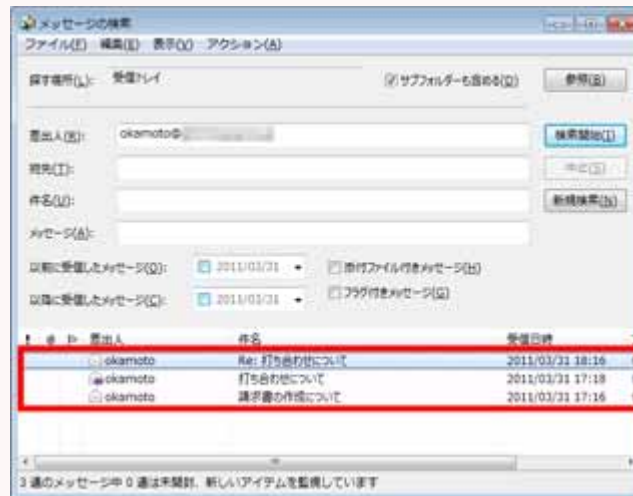 メッセージの検索
ファイル(F) 編集(E) 表示(V) アクション(A)
探す場所(L): 受信トレイ サブフォルダーも含める(D) 参照(B)
差出人(R): okamoto@ 検索開始(I)
宛先(T): 中止(S)
件名(U): 新規検索(N)
メッセージ(A):
以前に受信したメッセージ(O): 2011/03/31 添付ファイル付きメッセージ(H)
以降に受信したメッセージ(C): 2011/03/31 フラグ付きメッセージ(G)
! 差出人 件名 受信日時
okamoto Re: 打ち合わせについて 2011/03/31 18:16
okamoto 打ち合わせについて 2011/03/31 17:18
okamoto 請求書の作成について 2011/03/31 17:16
3 通のメッセージ中 0 通は未開封、新しいアイテムを監視しています